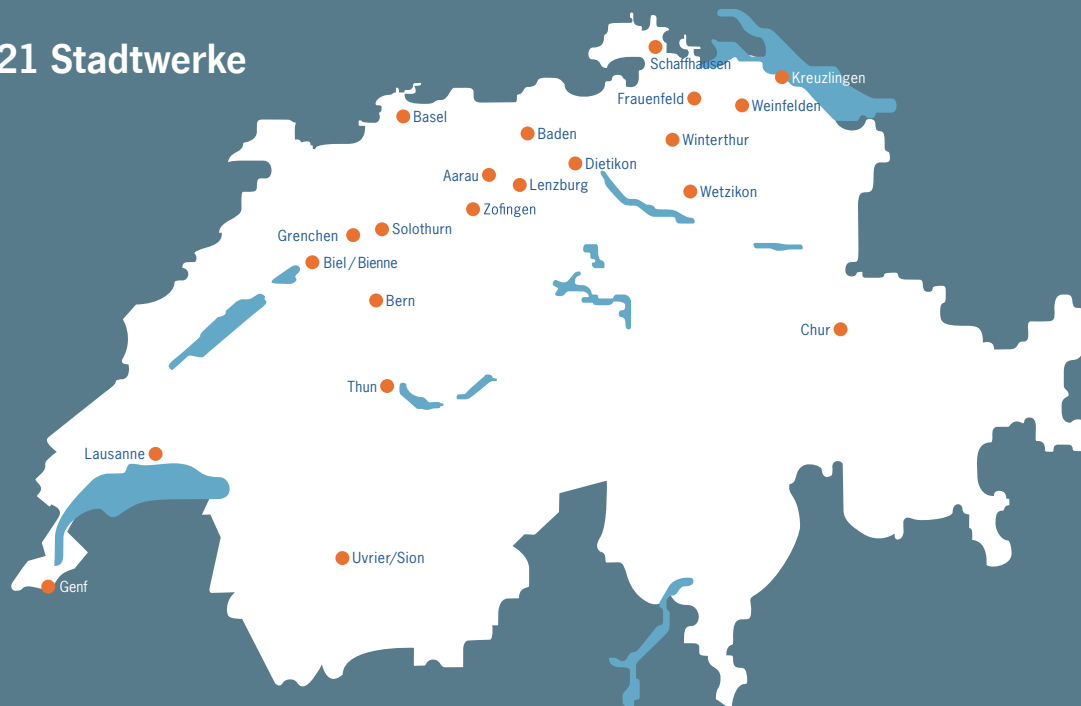 21 Stadtwerke
Schaffhausen
Kreuzlingen
Frauenfeld
Weinfelden
Basel
Baden
Winterthur
Dietikon
Aarau
Lenzburg
Wetzikon
Zofingen
Solothurn
Grenchen
Biel/Bienne
Bern
Chur
Thun
Lausanne
Uvrier/Sion
Genf